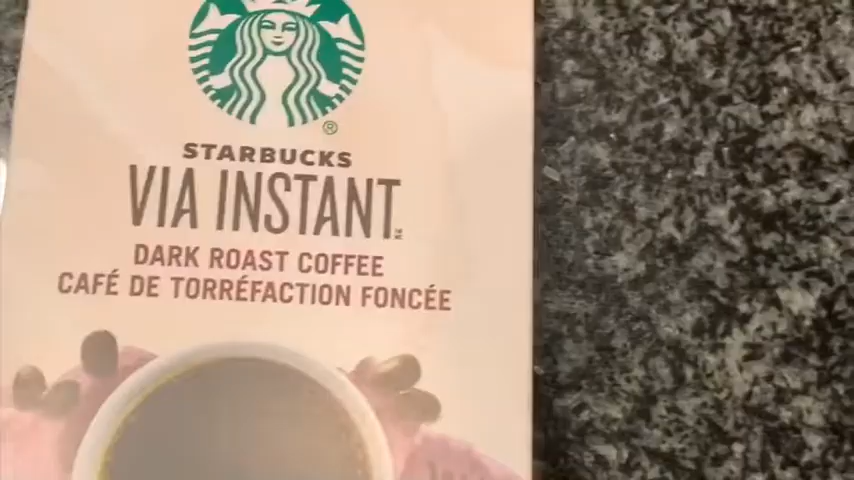 ®
STARBUCKS
VIA INSTANT
DARK ROAST COFFEE
CAFÉ DE TORRÉFACTION FONCÉE